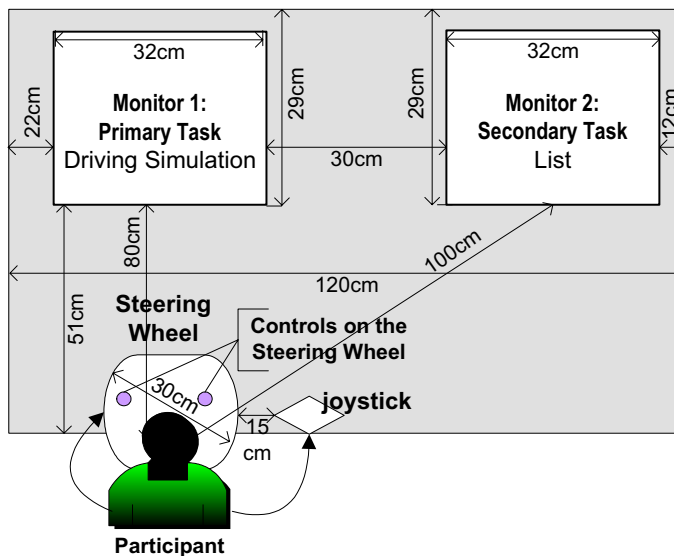 32cm
32cm
22cm
Monitor 1:
Primary Task
Driving Simulation
29cm
29cm
Monitor 2:
Secondary Task
List
12cm
30cm
80cm
100cm
120cm
51cm
Steering
Wheel
Controls on the
Steering Wheel
30cm
joystick
15
cm
Participant